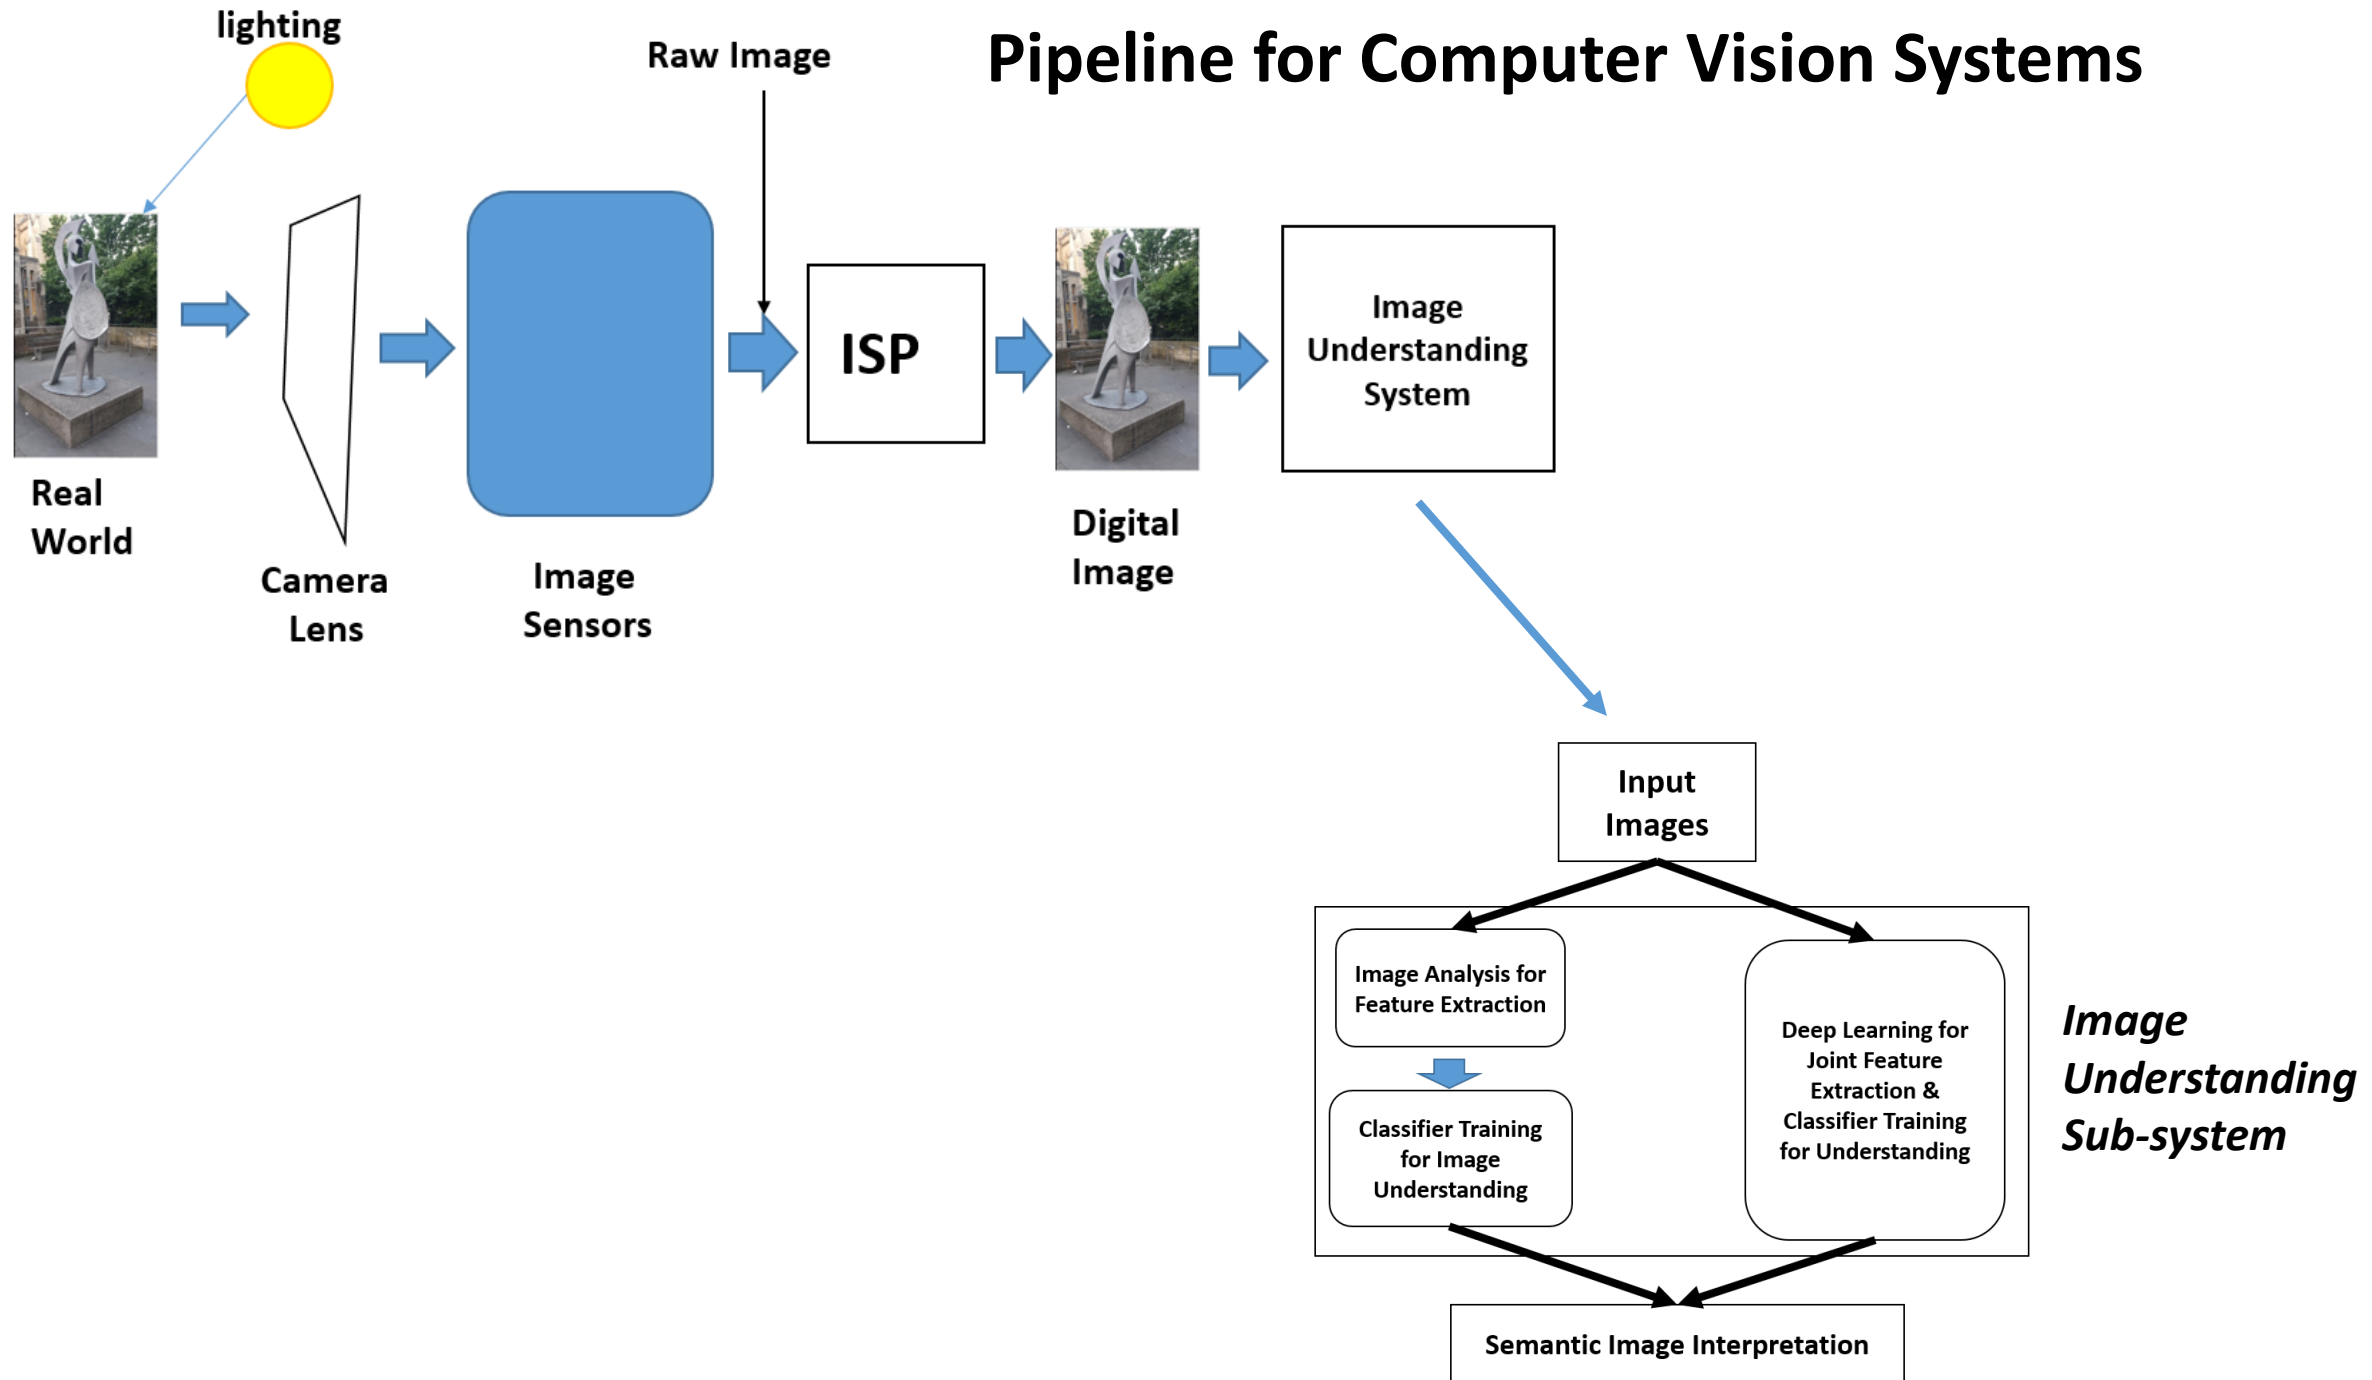 lighting
Raw Image
Pipeline for Computer Vision Systems
ISP
Image
Understanding
System
Real
World
Camera
Lens
Image
Sensors
Digital
Image
Input
Images
Image Analysis for
Feature Extraction
Classifier Training
for Image
Understanding
Deep Learning for
Joint Feature
Extraction &
Classifier Training
for Understanding
Image
Understanding
Sub-system
Semantic Image Interpretation